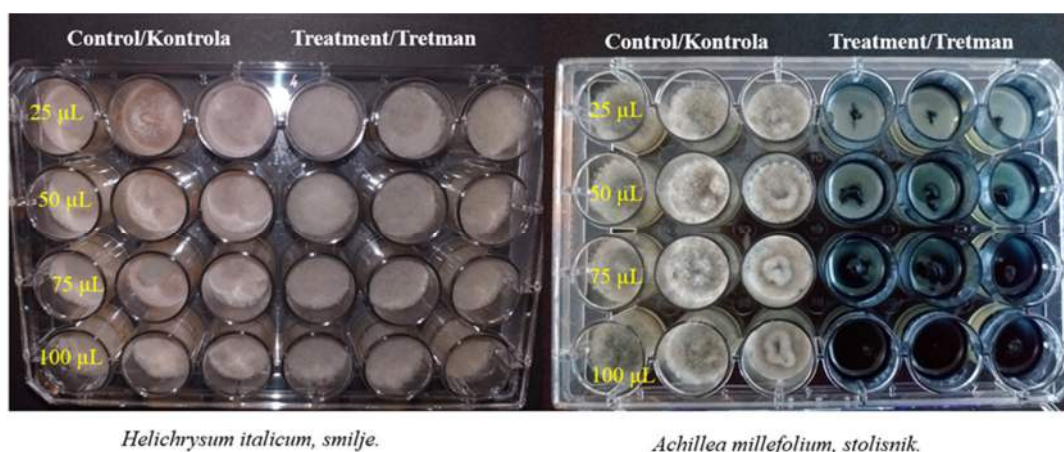 Control/Kontrola Treatment/Tretman
25 µL
50 µL
75 µL
100 µL
Helichrysum italicum, smilje.
Control/Kontrola Treatment/Tretman
25 µL
50 µL
75 µL
100 µL
Achillea millefolium, stolisnik.